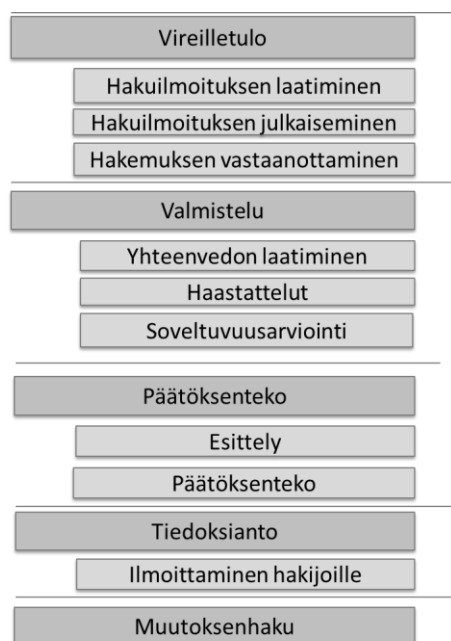 Vireilletulo
Hakuilmoituksen laatiminen
Hakuilmoituksen julkaiseminen
Hakemuksen vastaanottaminen
Valmistelu
Yhteenvedon laatiminen
Haastattelut
Soveltuvuusarviointi
Päätöksenteko
Esittely
Päätöksenteko
Tiedoksianto
Ilmoittaminen hakijoille
Muutoksenhaku